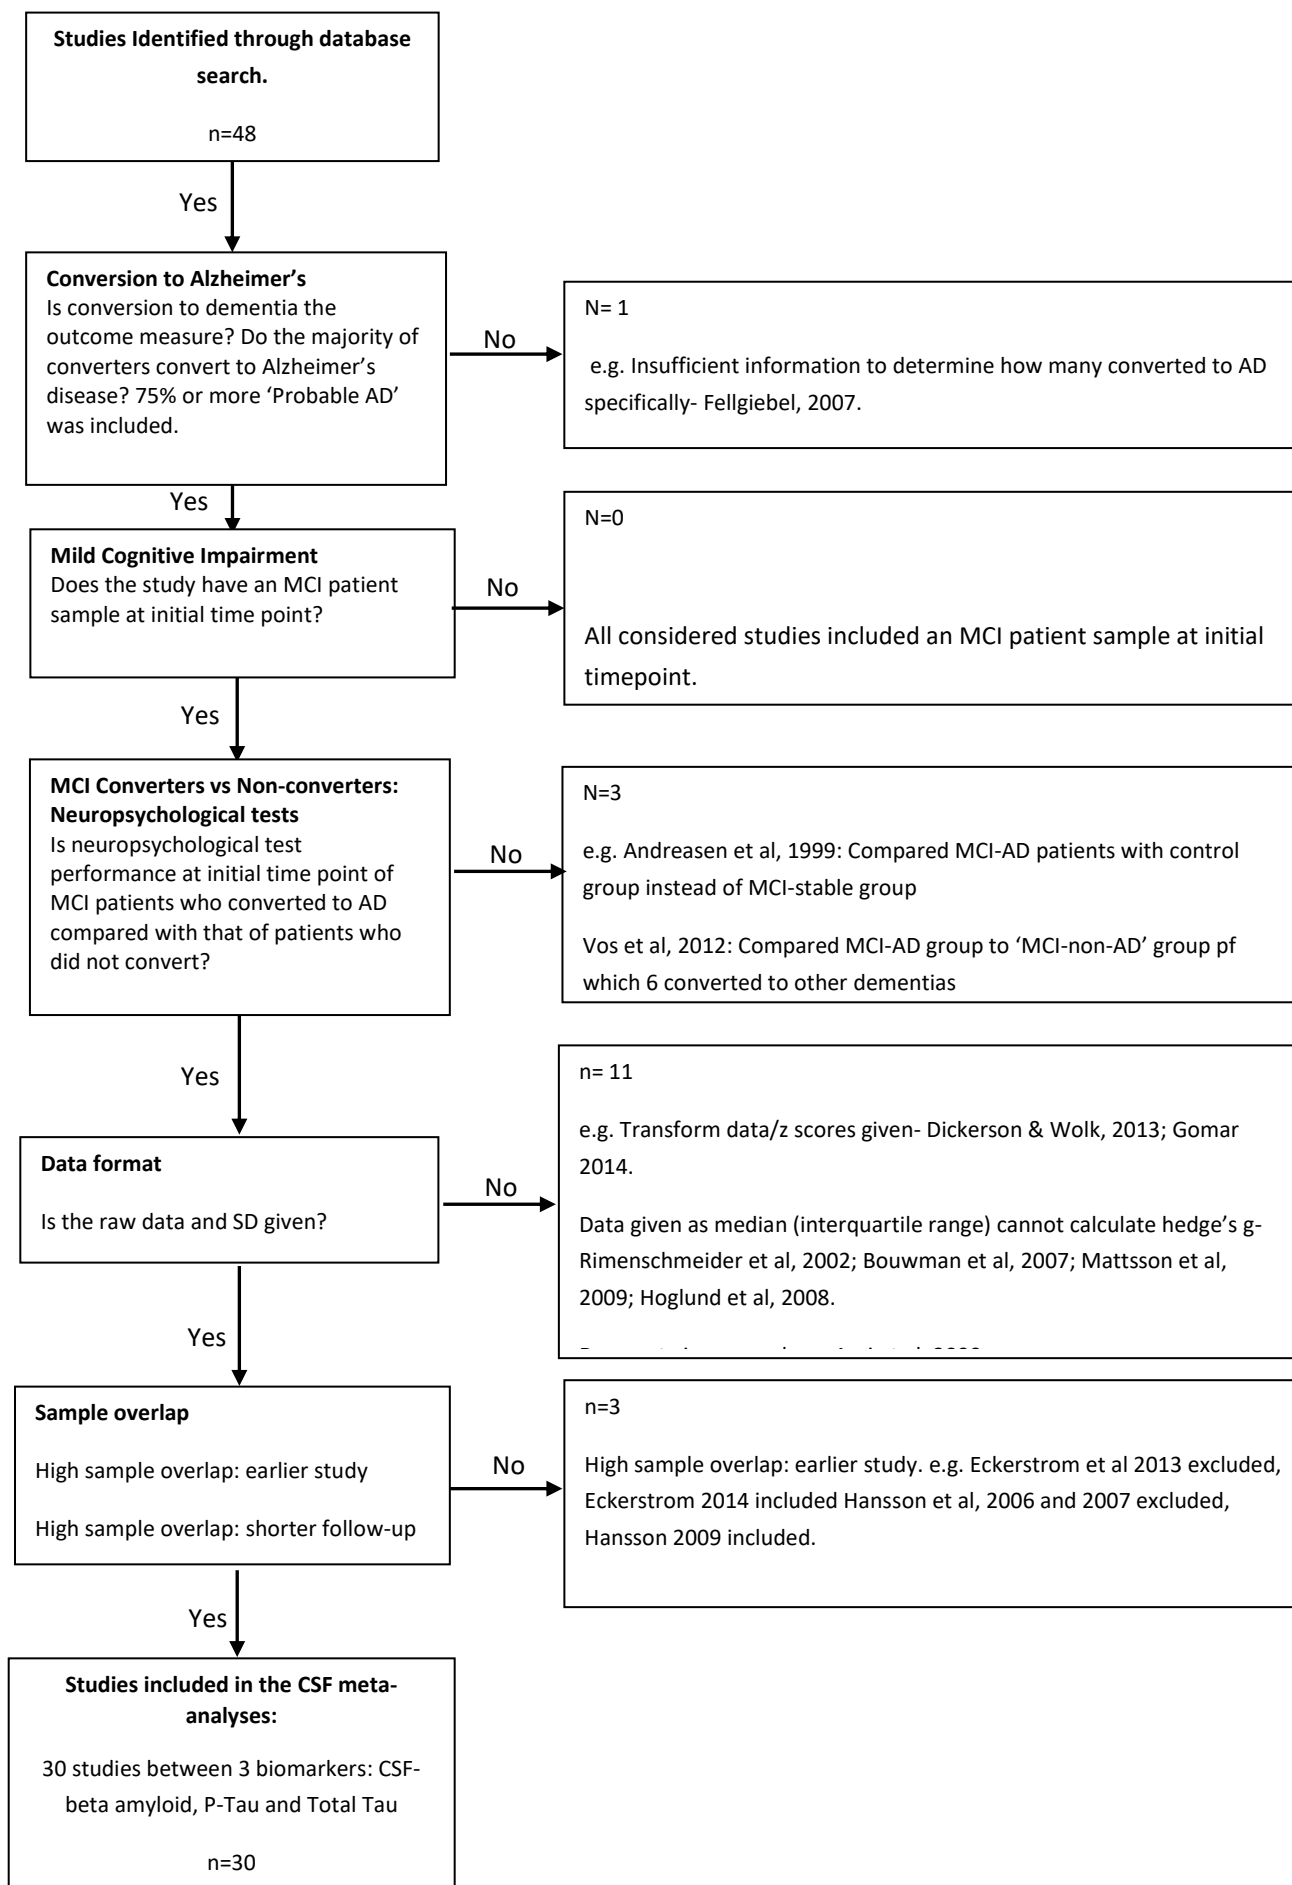 Studies Identified through database
search.
n=48
Yes
Conversion to Alzheimer’s
Is conversion to dementia the
outcome measure? Do the majority of
converters convert to Alzheimer’s
disease? 75% or more ‘Probable AD’
was included.
No
N= 1
e.g. Insufficient information to determine how many converted to AD
specifically- Fellgiebel, 2007.
Yes
Mild Cognitive Impairment
Does the study have an MCI patient
sample at initial time point?
No
N=0
All considered studies included an MCI patient sample at initial
timepoint.
Yes
MCI Converters vs Non-converters:
Neuropsychological tests
Is neuropsychological test
performance at initial time point of
MCI patients who converted to AD
compared with that of patients who
did not convert?
No
N=3
e.g. Andreasen et al, 1999: Compared MCI-AD patients with control
group instead of MCI-stable group
Vos et al, 2012: Compared MCI-AD group to ‘MCI-non-AD’ group pf
which 6 converted to other dementias
Yes
Data format
Is the raw data and SD given?
No
n= 11
e.g. Transform data/z scores given- Dickerson & Wolk, 2013; Gomar
2014.
Data given as median (interquartile range) cannot calculate hedge’s g-
Rimenschmeider et al, 2002; Bouwman et al, 2007; Mattsson et al,
2009; Hoglund et al, 2008.
Yes
Sample overlap
High sample overlap: earlier study
High sample overlap: shorter follow-up
No
n=3
High sample overlap: earlier study. e.g. Eckerstrom et al 2013 excluded,
Eckerstrom 2014 included Hansson et al, 2006 and 2007 excluded,
Hansson 2009 included.
Yes
Studies included in the CSF meta-
analyses:
30 studies between 3 biomarkers: CSF-
beta amyloid, P-Tau and Total Tau
n=30